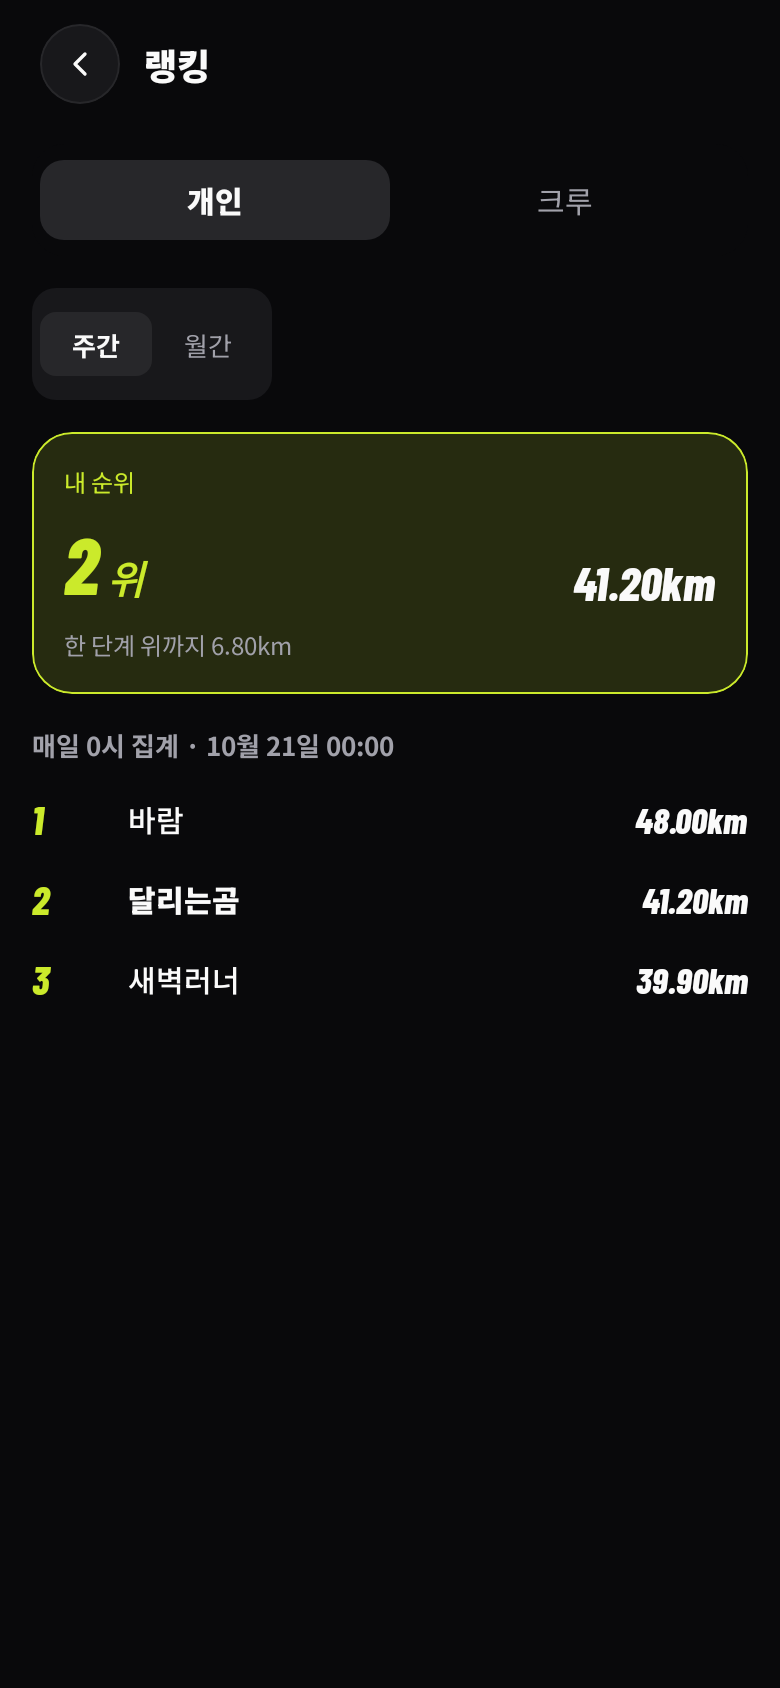 랭킹
개인 크루
주간 월간
내 순위
2 위 41.20km
한 단계 위까지 6.80km
매일 0시 집계 · 10월 21일 00:00
1 바람 48.00km
2 달리는곰 41.20km
3 새벽러너 39.90km